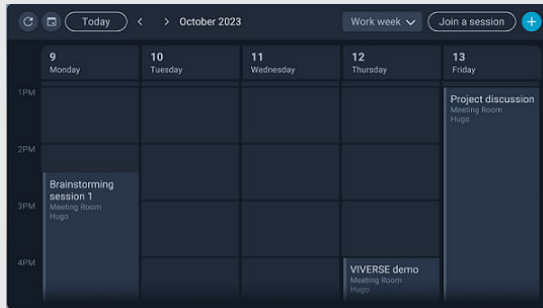 Today
October 2023
Work week
Join a session
9
Monday
10
Tuesday
11
Wednesday
12
Thursday
13
Friday
1PM
Project discussion
Meeting Room
Hugo
2PM
Brainstorming
session 1
Meeting Room
Hugo
3PM
4PM
VIVERSE demo
Meeting Room
Hugo